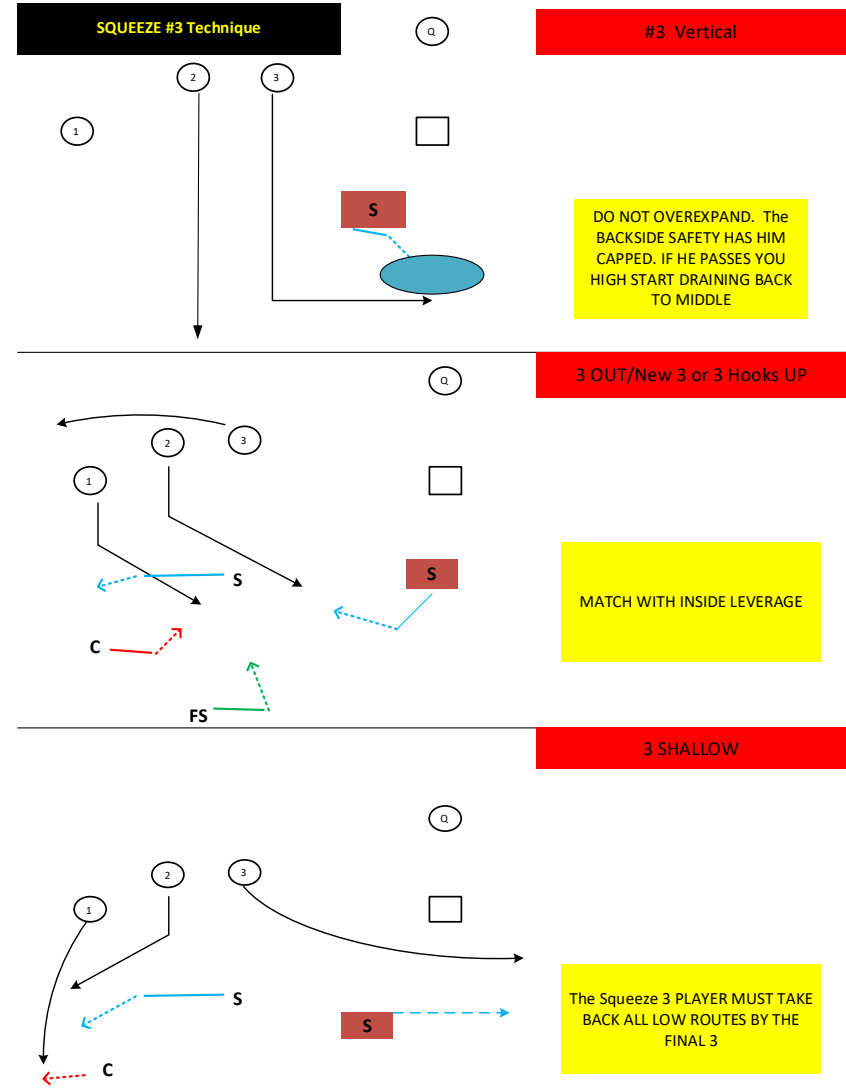 SQUEEZE #3 Technique
Q
#3 Vertical
2
3
1
S
DO NOT OVEREXPAND. The
BACKSIDE SAFETY HAS HIM
CAPPED. IF HE PASSES YOU
HIGH START DRAINING BACK
TO MIDDLE
Q
3 OUT/New 3 or 3 Hooks UP
2
3
1
S
S
MATCH WITH INSIDE LEVERAGE
C
FS
3 SHALLOW
Q
2
3
1
S
S
The Squeeze 3 PLAYER MUST TAKE
BACK ALL LOW ROUTES BY THE
FINAL 3
C